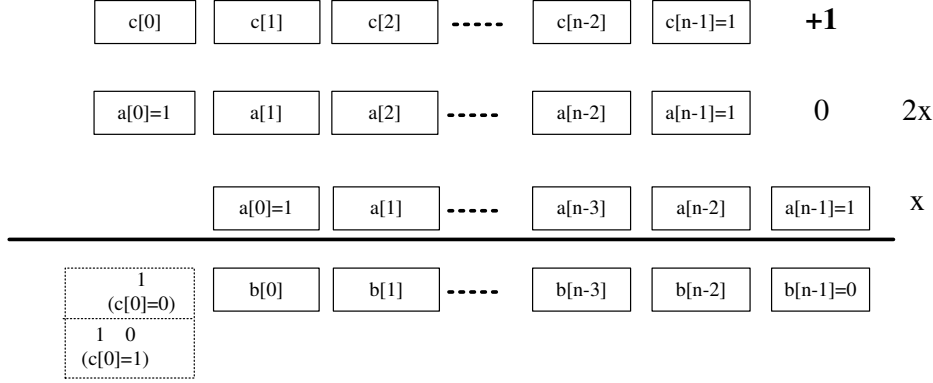 c[0] c[1] c[2] ----- c[n-2] c[n-1]=1 +1
a[0]=1 a[1] a[2] ----- a[n-2] a[n-1]=1 0 2x
a[0]=1 a[1] ----- a[n-3] a[n-2] a[n-1]=1 x
1 b[0] b[1] ----- b[n-3] b[n-2] b[n-1]=0
(c[0]=0)
1 0
(c[0]=1)